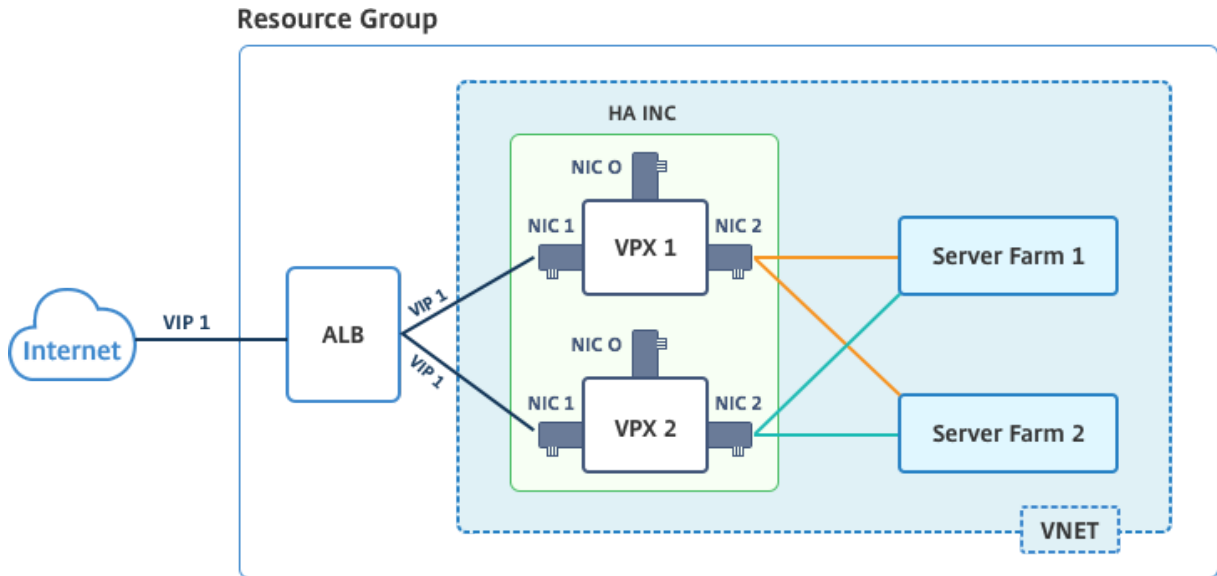 Resource Group
HA INC
NIC O
NIC 1
VPX 1
NIC 2
Server Farm 1
VIP 1
Internet
VIP 1
ALB
VIP 1
NIC O
NIC 1
VPX 2
NIC 2
Server Farm 2
VNET